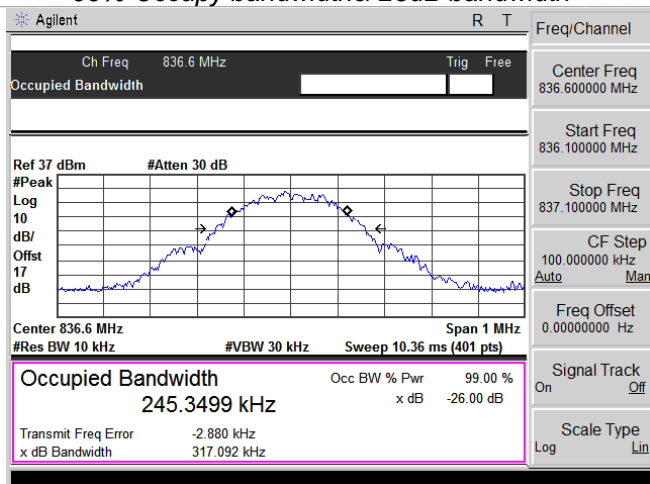 Agilent R T
Ch Freq 836.6 MHz Trig Free
Occupied Bandwidth
Ref 37 dBm #Atten 30 dB
#Peak
Log
10
dB/
Offst
17
dB
Center 836.6 MHz Span 1 MHz
#Res BW 10 kHz #VBW 30 kHz Sweep 10.36 ms (401 pts)
Occupied Bandwidth Occ BW % Pwr 99.00 %
245.3499 kHz x dB -26.00 dB
Transmit Freq Error -2.880 kHz
x dB Bandwidth 317.092 kHz
Freq/Channel
Center Freq
836.600000 MHz
Start Freq
836.100000 MHz
Stop Freq
837.100000 MHz
CF Step
100.000000 kHz
Auto Man
Freq Offset
0.00000000 Hz
Signal Track
On Off
Scale Type
Log Lin